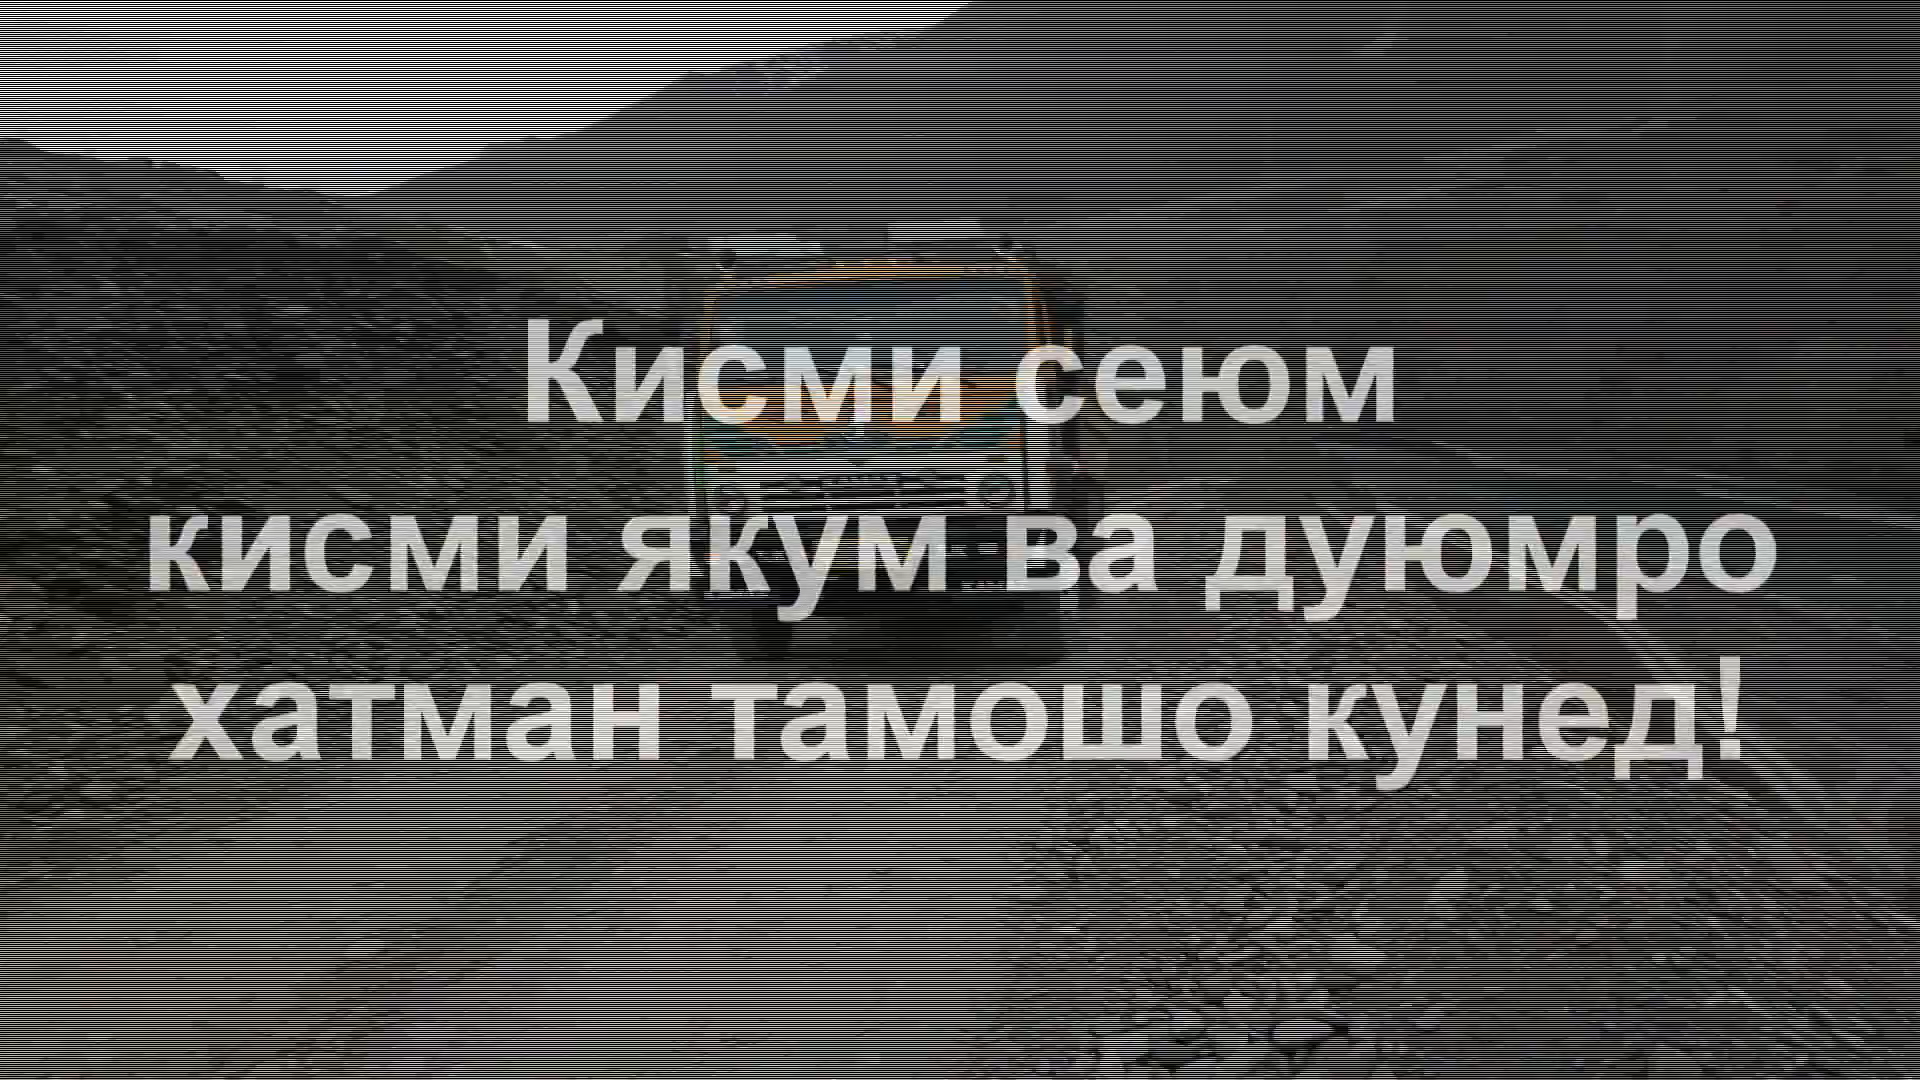 Кисми сеюм
кисми якум ва дуюмро
хатман тамошо кунед!